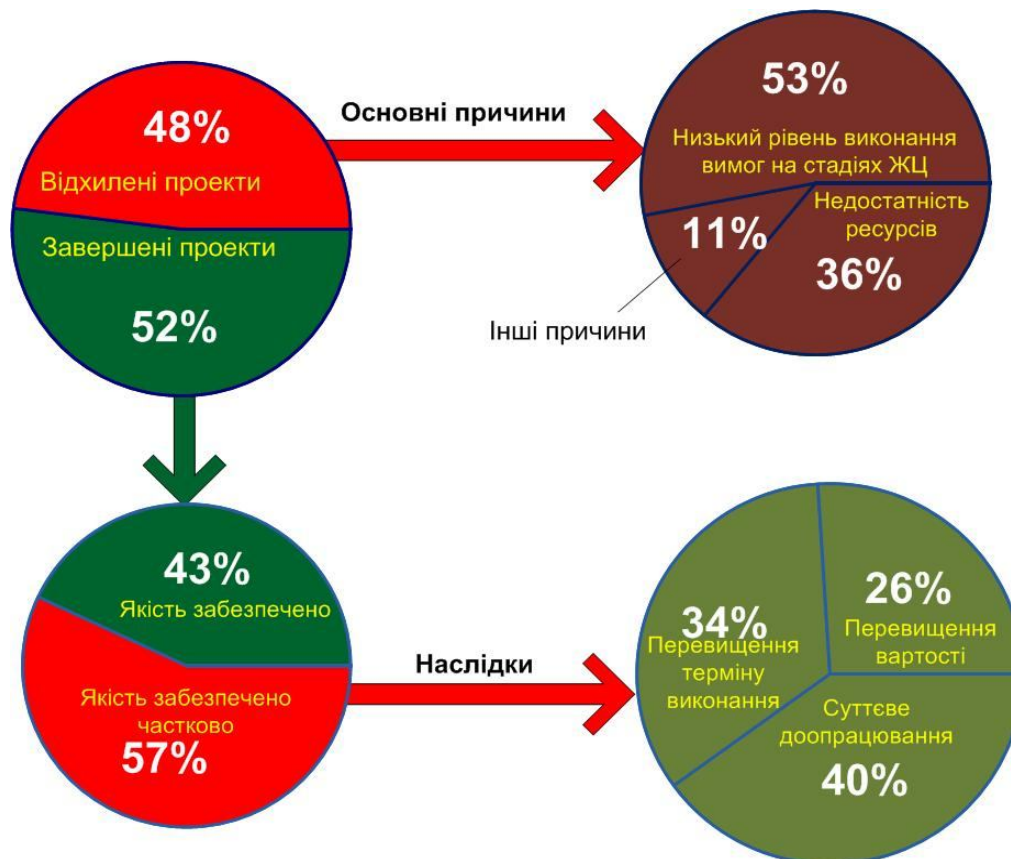 48%
Відхилені проекти
Завершені проекти
52%
Основні причини
53%
Низький рівень виконання
вимог на стадіях ЖЦ
Недостатність
ресурсів
36%
11%
Інші причини
43%
Якість забезпечено
Якість забезпечено
частково
57%
Наслідки
34%
Перевищення
терміну
виконання
26%
Перевищення
вартості
Суттєве
доопрацювання
40%